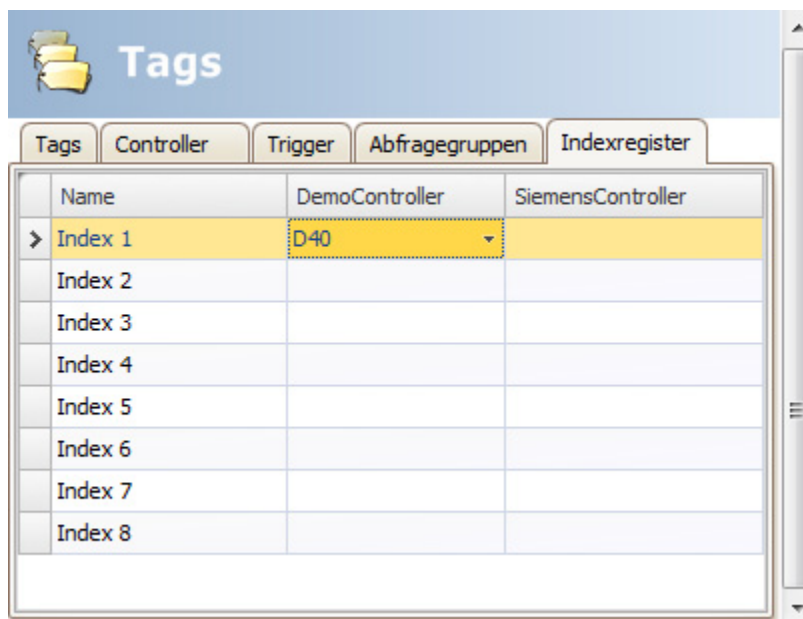 Tags
Tags Controller Trigger Abfragegruppen Indexregister
Name DemoController SiemensController
Index 1 D40
Index 2
Index 3
Index 4
Index 5
Index 6
Index 7
Index 8